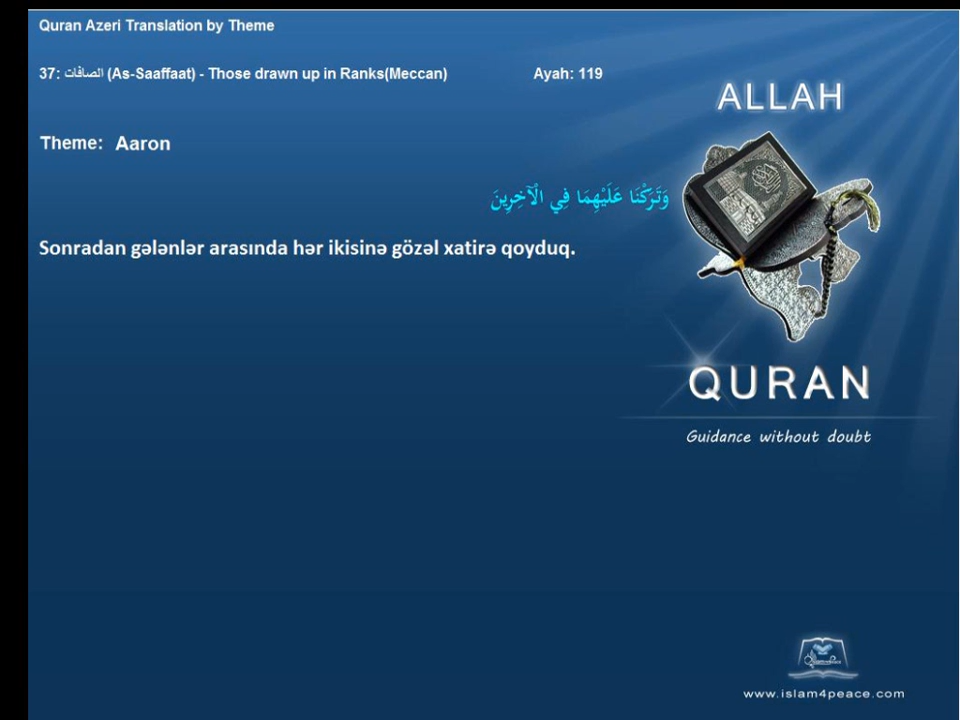 Quran Azeri Translation by Theme
37: الصافات (As-Saaffaat) - Those drawn up in Ranks(Meccan) Ayah: 119
ALLAH
Theme: Aaron
وَتَرَكْنَا عَلَيْهِمَا فِي الْآخِرِينَ
Sonradan gələnlər arasında hər ikisinə gözəl xatirə qoyduq.
QURAN
Guidance without doubt
www.islam4peace.com